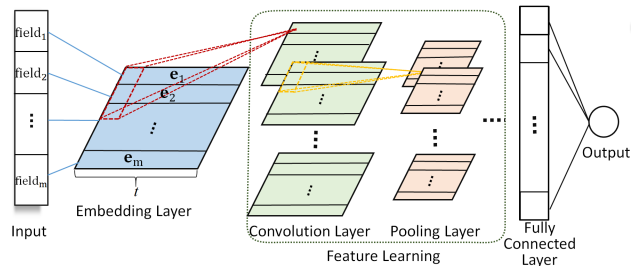 field1
field2
fieldm
Input
e1
e2
em
t
Embedding Layer
Convolution Layer
Pooling Layer
Feature Learning
Fully
Connected
Layer
Output